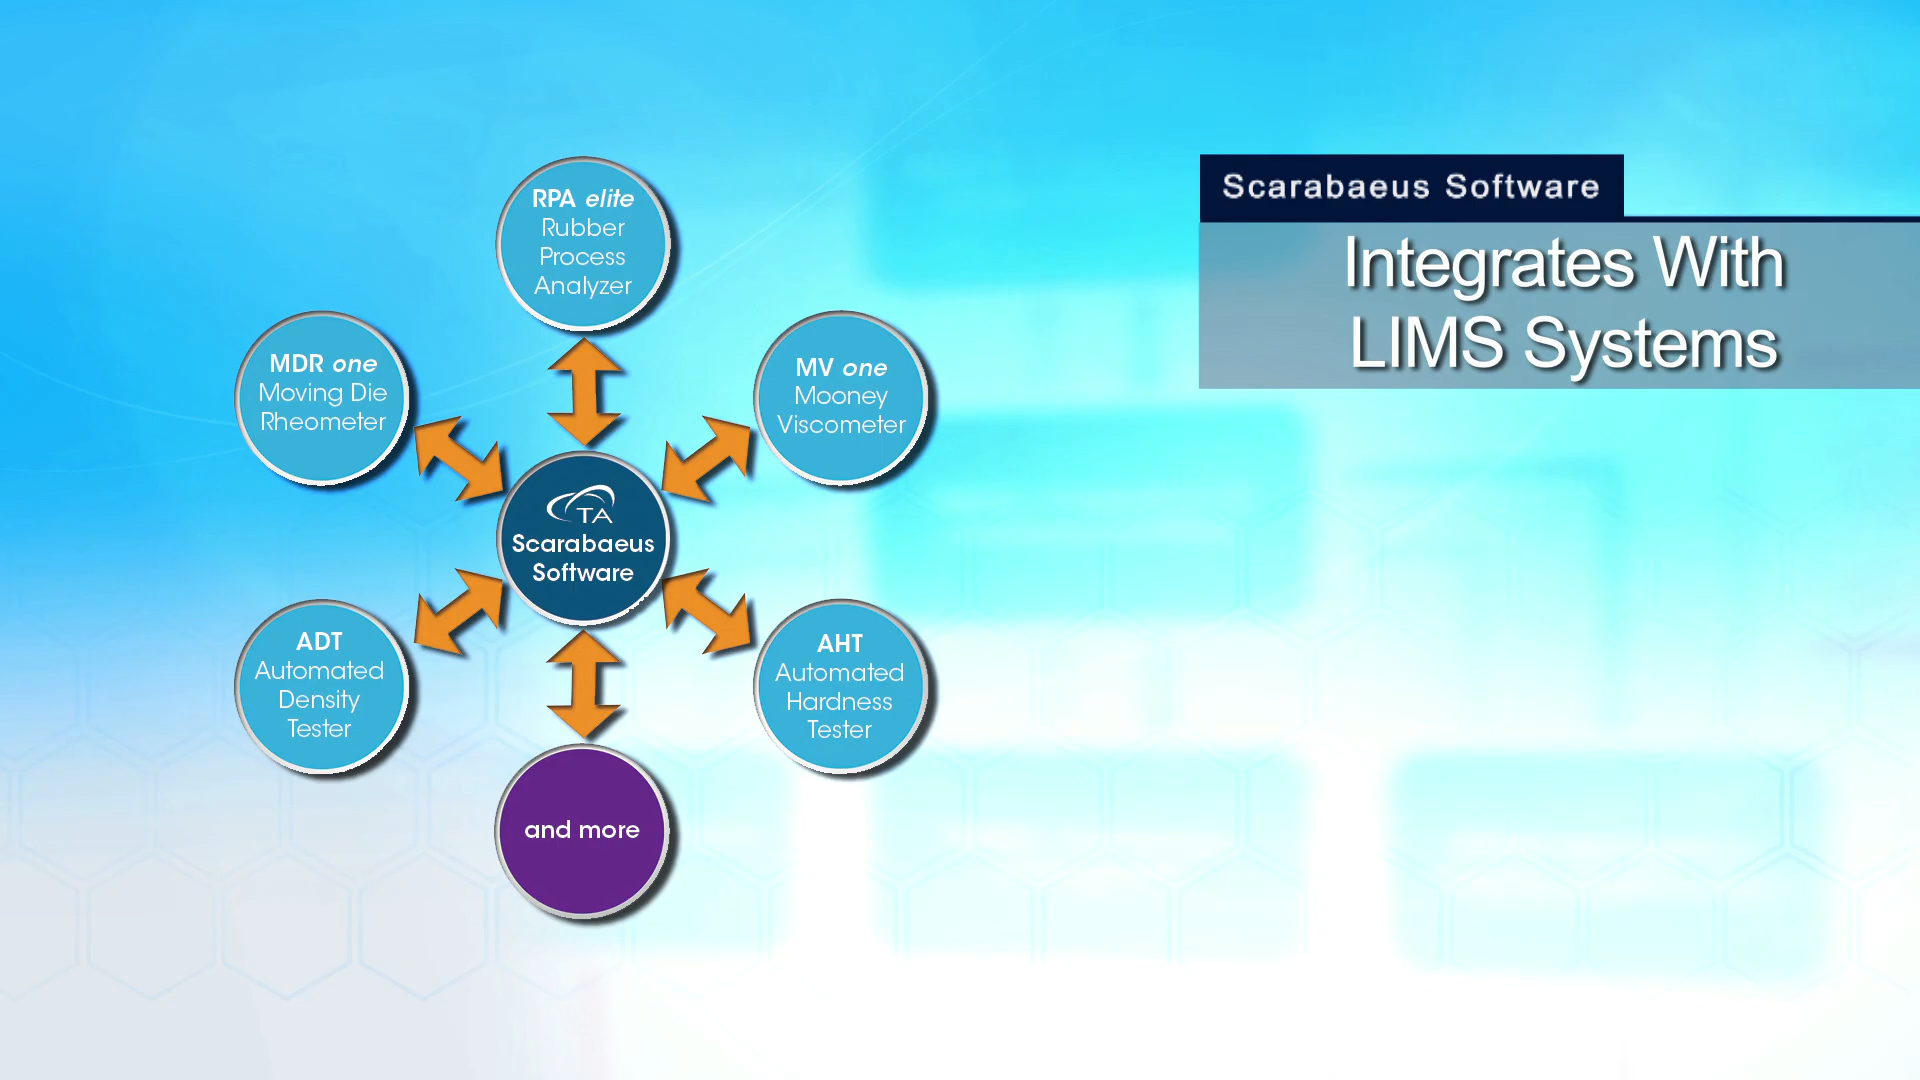 RPA elite
Rubber
Process
Analyzer
MDR one
Moving Die
Rheometer
MV one
Mooney
Viscometer
TA
Scarabaeus
Software
ADT
Automated
Density
Tester
AHT
Automated
Hardness
Tester
and more
Scarabaeus Software
Integrates With
LIMS Systems